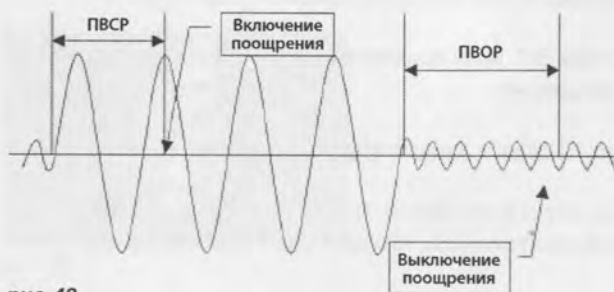 ПВСР
Включение
поощрения
ПВОР
Выключение
поощрения